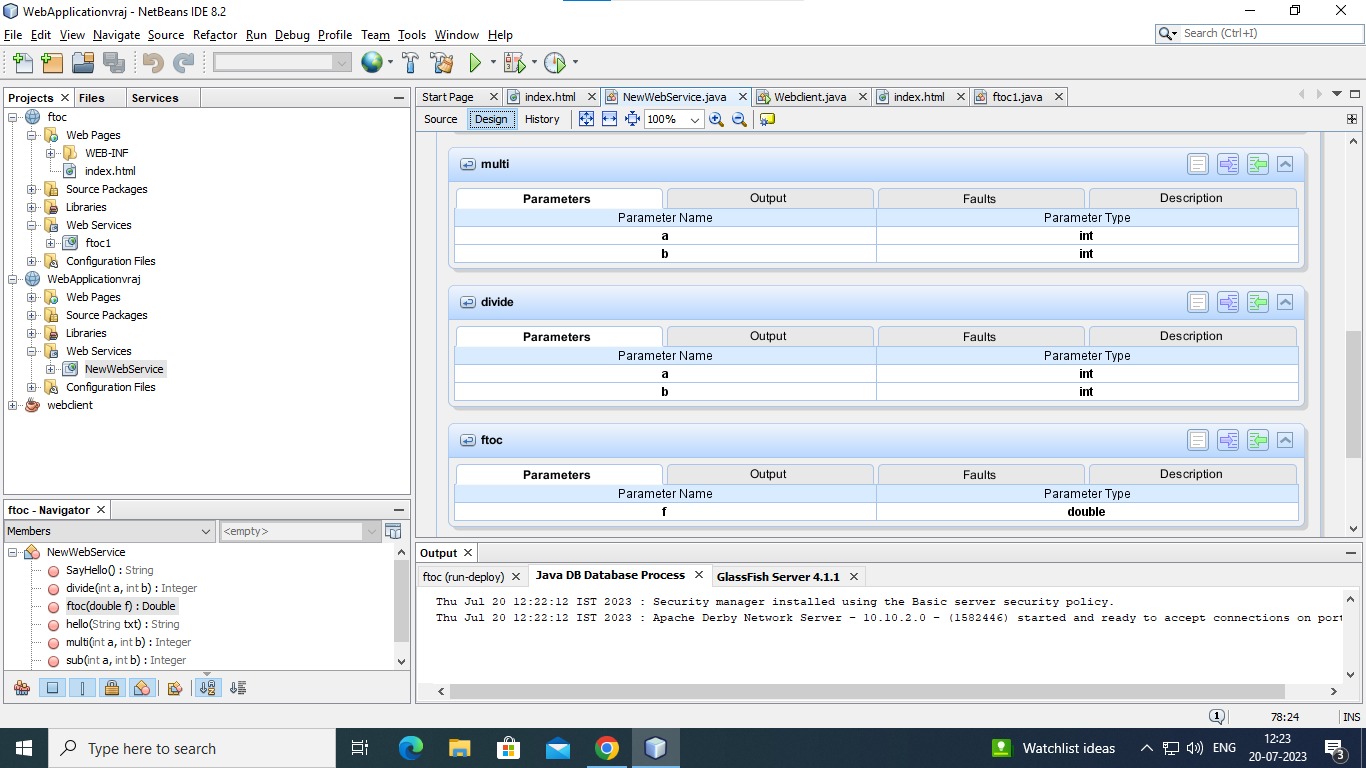 WebApplicationvraj - NetBeans IDE 8.2
File Edit View Navigate Source Refactor Run Debug Profile Team Tools Window Help
Search (Ctrl+I)
Projects Files Services
ftoc
Web Pages
WEB-INF
index.html
Source Packages
Libraries
Web Services
ftoc1
Configuration Files
WebApplicationvraj
Web Pages
Source Packages
Libraries
Web Services
NewWebService
Configuration Files
webclient
ftoc - Navigator
Members <empty>
NewWebService
SayHello() : String
divide(int a, int b) : Integer
ftoc(double f) : Double
hello(String txt) : String
multi(int a, int b) : Integer
sub(int a, int b) : Integer
Start Page index.html NewWebService.java Webclient.java index.html ftoc1.java
Source Design History 100%
multi
Parameters Output Faults Description
Parameter Name Parameter Type
a int
b int
divide
Parameters Output Faults Description
Parameter Name Parameter Type
a int
b int
ftoc
Parameters Output Faults Description
Parameter Name Parameter Type
f double
Output
ftoc (run-deploy) Java DB Database Process GlassFish Server 4.1.1
Thu Jul 20 12:22:12 IST 2023 : Security manager installed using the Basic server security policy.
Thu Jul 20 12:22:12 IST 2023 : Apache Derby Network Server - 10.10.2.0 - (1582446) started and ready to accept connections on port
1 78:24 INS
Type here to search
Watchlist ideas ENG 12:23
20-07-2023 3